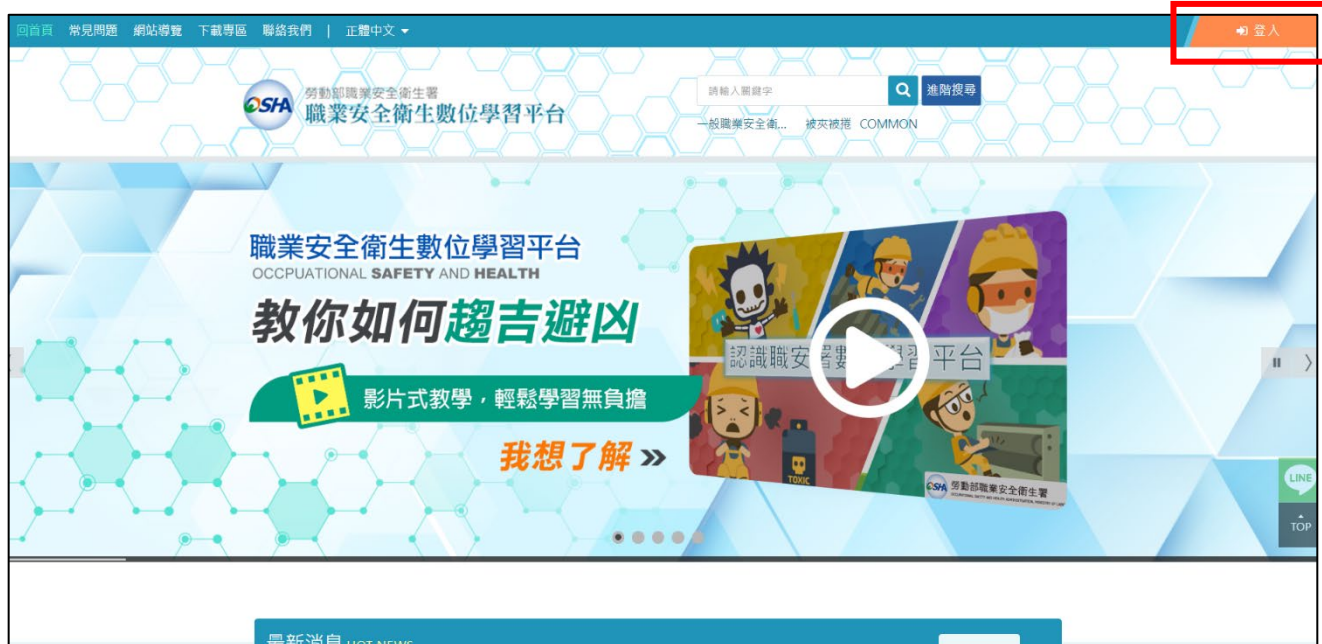 回首頁 常見問題 網站導覽 下載專區 聯絡我們 | 正體中文
登入
OSHA
勞動部職業安全衛生署
職業安全衛生數位學習平台
請輸入關鍵字
進階搜尋
一般職業安全衛... 被夾被捲 COMMON
職業安全衛生數位學習平台
OCCPUATIONAL SAFETY AND HEALTH
教你如何趨吉避凶
影片式教學，輕鬆學習無負擔
我想了解 »
認識職安署數 學習平台
TOXIC
OSHA 勞動部職業安全衛生署
LINE
TOP
最新消息 HOT NEWS